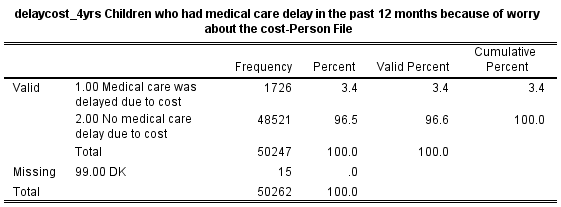 delaycost_4yrs Children who had medical care delay in the past 12 months because of worry
about the cost-Person File
Cumulative
Frequency Percent Valid Percent Percent
Valid 1.00 Medical care was 1726 3.4 3.4 3.4
delayed due to cost
2.00 No medical care 48521 96.5 96.6 100.0
delay due to cost
Total 50247 100.0 100.0
Missing 99.00 DK 15 .0
Total 50262 100.0